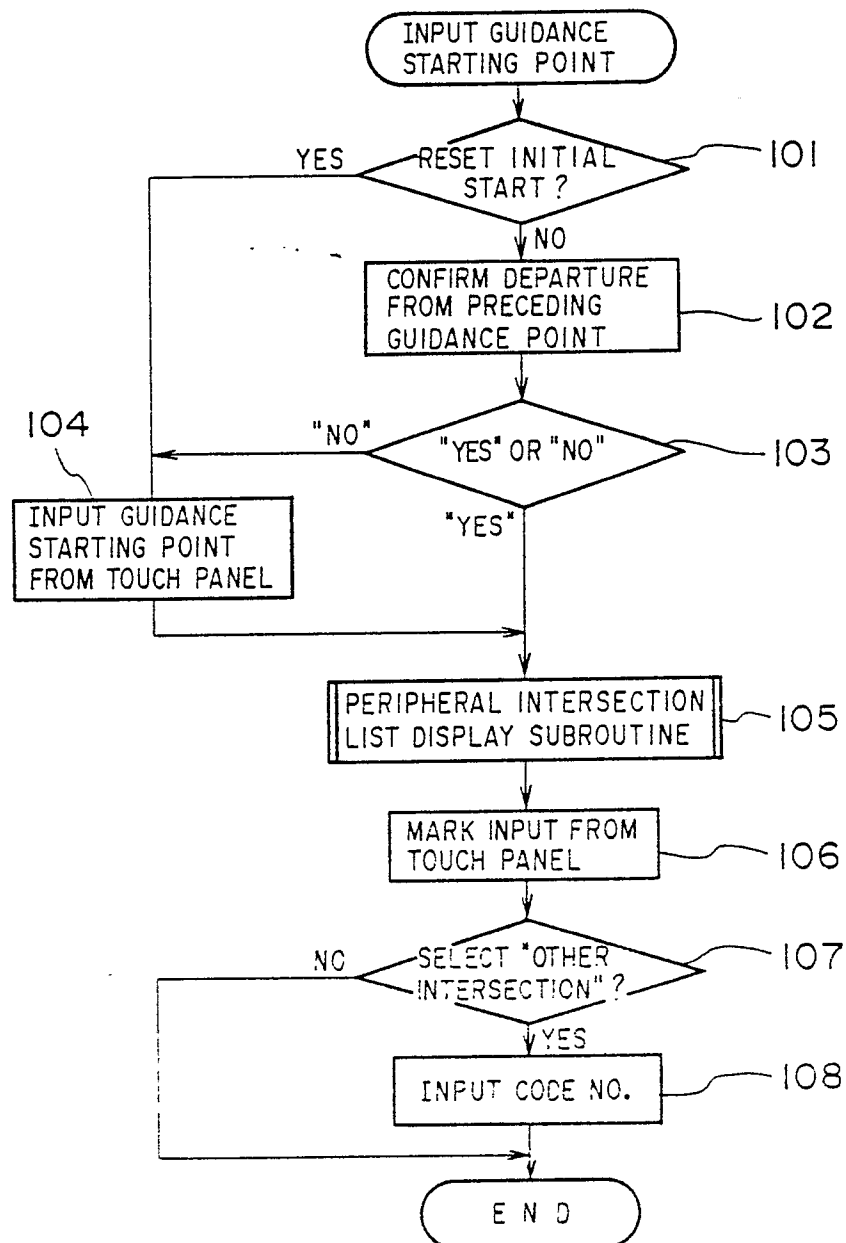 INPUT GUIDANCE
STARTING POINT
YES
RESET INITIAL
START?
101
NO
CONFIRM DEPARTURE
FROM PRECEDING
GUIDANCE POINT
102
104
"NO"
"YES" OR "NO"
103
"YES"
INPUT GUIDANCE
STARTING POINT
FROM TOUCH PANEL
PERIPHERAL INTERSECTION
LIST DISPLAY SUBROUTINE
105
MARK INPUT FROM
TOUCH PANEL
106
NO
SELECT "OTHER
INTERSECTION"?
107
YES
INPUT CODE NO.
108
END